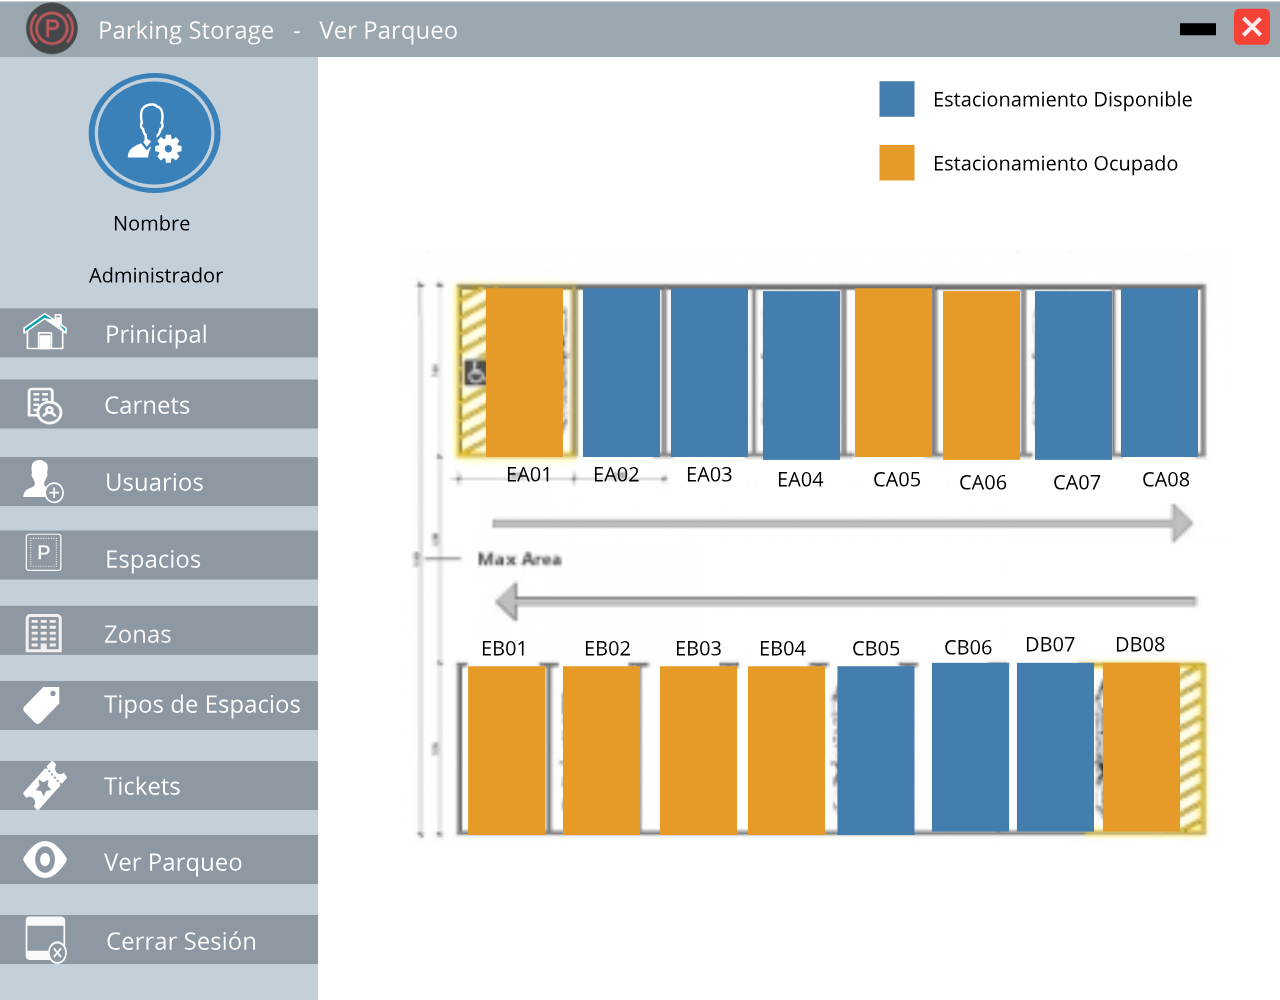 Parking Storage - Ver Parqueo
Nombre
Administrador
Prinicipal
Carnets
Usuarios
Espacios
Zonas
Tipos de Espacios
Tickets
Ver Parqueo
Cerrar Sesión
Estacionamiento Disponible
Estacionamiento Ocupado
EA01 EA02 EA03 EA04 CA05 CA06 CA07 CA08
Max Area
EB01 EB02 EB03 EB04 CB05 CB06 DB07 DB08